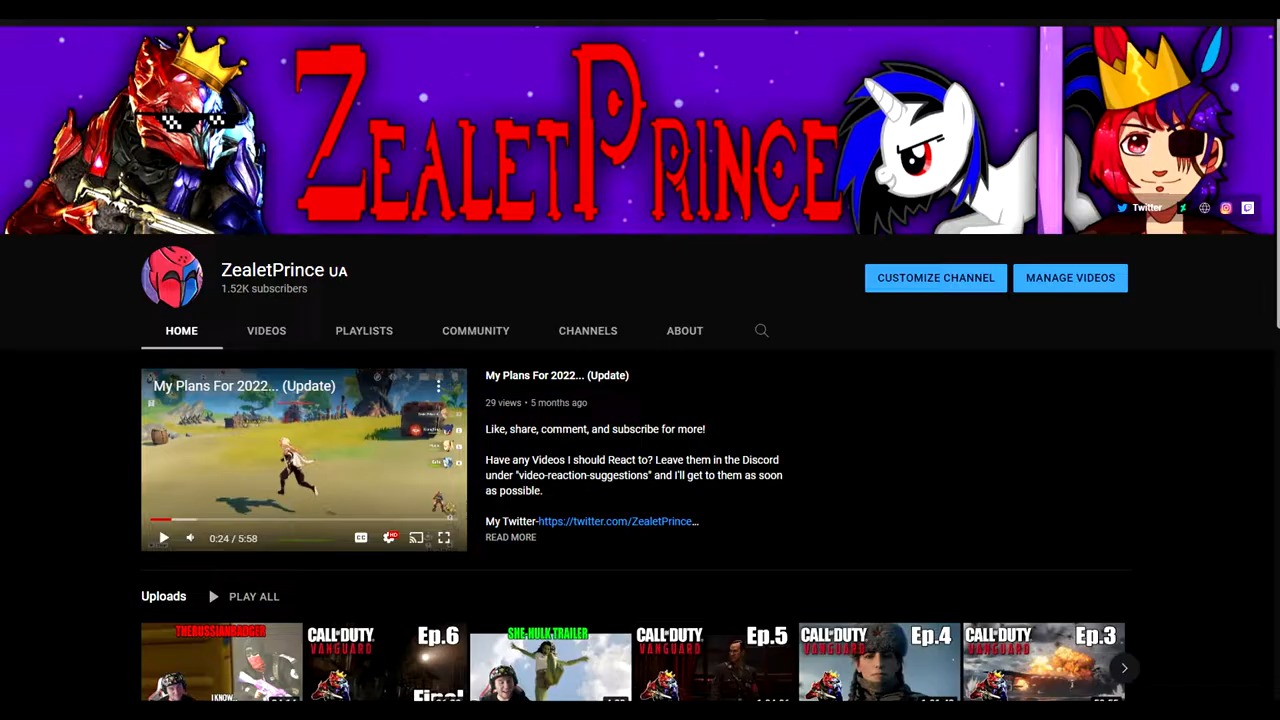 ZEALETPRINCE
Twitter
ZealetPrince UA
1.52K subscribers
CUSTOMIZE CHANNEL
MANAGE VIDEOS
HOME
VIDEOS
PLAYLISTS
COMMUNITY
CHANNELS
ABOUT
My Plans For 2022... (Update)
CC
HD
0:24 / 5:58
My Plans For 2022... (Update)
29 views • 5 months ago
Like, share, comment, and subscribe for more!
Have any Videos I should React to? Leave them in the Discord
under "video-reaction-suggestions" and I'll get to them as soon
as possible.
My Twitter-https://twitter.com/ZealetPrince...
READ MORE
Uploads
PLAY ALL
THERUSSIANBADGER
I KNOW...
CALL OF DUTY
VANGUARD
Ep.6
Final
SHE-HULK TRAILER
CALL OF DUTY
VANGUARD
Ep.5
CALL OF DUTY
VANGUARD
Ep.4
CALL OF DUTY
VANGUARD
Ep.3